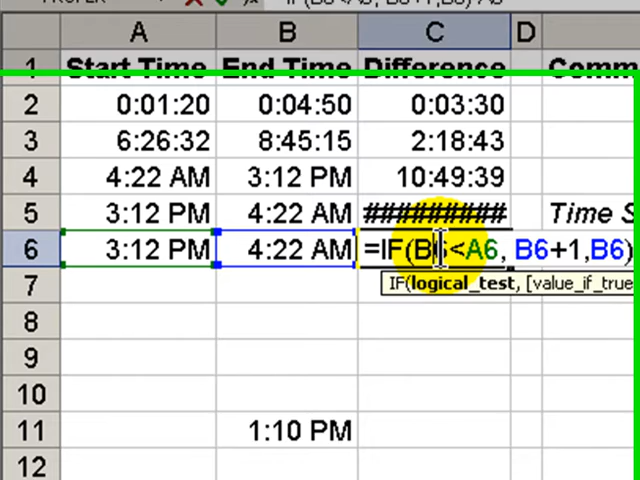 A B C D
1 Start Time End Time Difference Comm
2 0:01:20 0:04:50 0:03:30
3 6:26:32 8:45:15 2:18:43
4 4:22 AM 3:12 PM 10:49:39
5 3:12 PM 4:22 AM ######### Time S
6 3:12 PM 4:22 AM =IF(B6<A6, B6+1,B6)
7 IF(logical_test, [value_if_true
8
9
10
11 1:10 PM
12